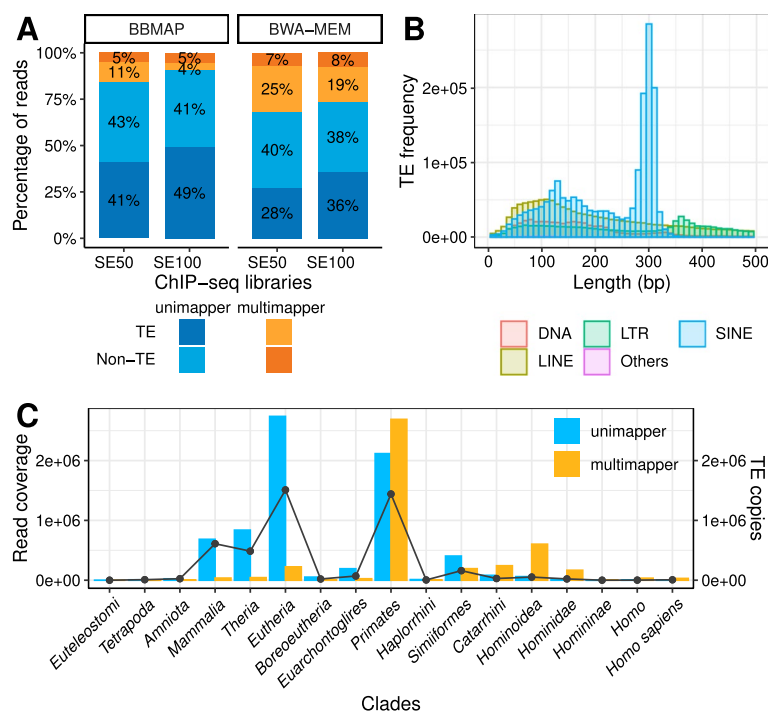 A
BBMAP
BWA−MEM
Percentage of reads
100%
75%
50%
25%
0%
5%
11%
43%
41%
5%
4%
41%
49%
7%
25%
40%
28%
8%
19%
38%
36%
SE50
SE100
SE50
SE100
ChIP−seq libraries
unimapper
multimapper
TE
Non−TE
B
TE frequency
2e+05
1e+05
0e+00
0
100
200
300
400
500
Length (bp)
DNA
LTR
SINE
LINE
Others
C
Read coverage
2e+06
1e+06
0e+00
unimapper
multimapper
2e+06
1e+06
0e+00
TE copies
Euteleostomi
Tetrapoda
Amniota
Mammalia
Theria
Eutheria
Boreoeutheria
Euarchontoglires
Primates
Haplorrhini
Simiiformes
Catarrhini
Hominoidea
Hominidae
Homininae
Homo
Homo sapiens
Clades